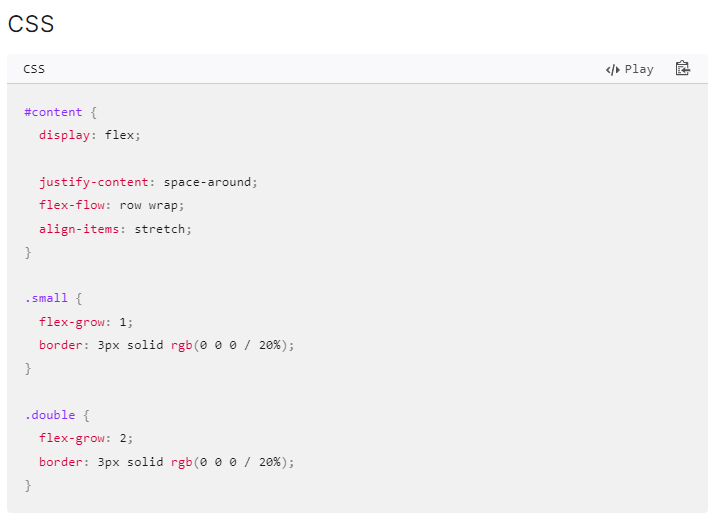 CSS
CSS
Play
#content {
  display: flex;

  justify-content: space-around;
  flex-flow: row wrap;
  align-items: stretch;
}

.small {
  flex-grow: 1;
  border: 3px solid rgb(0 0 0 / 20%);
}

.double {
  flex-grow: 2;
  border: 3px solid rgb(0 0 0 / 20%);
}